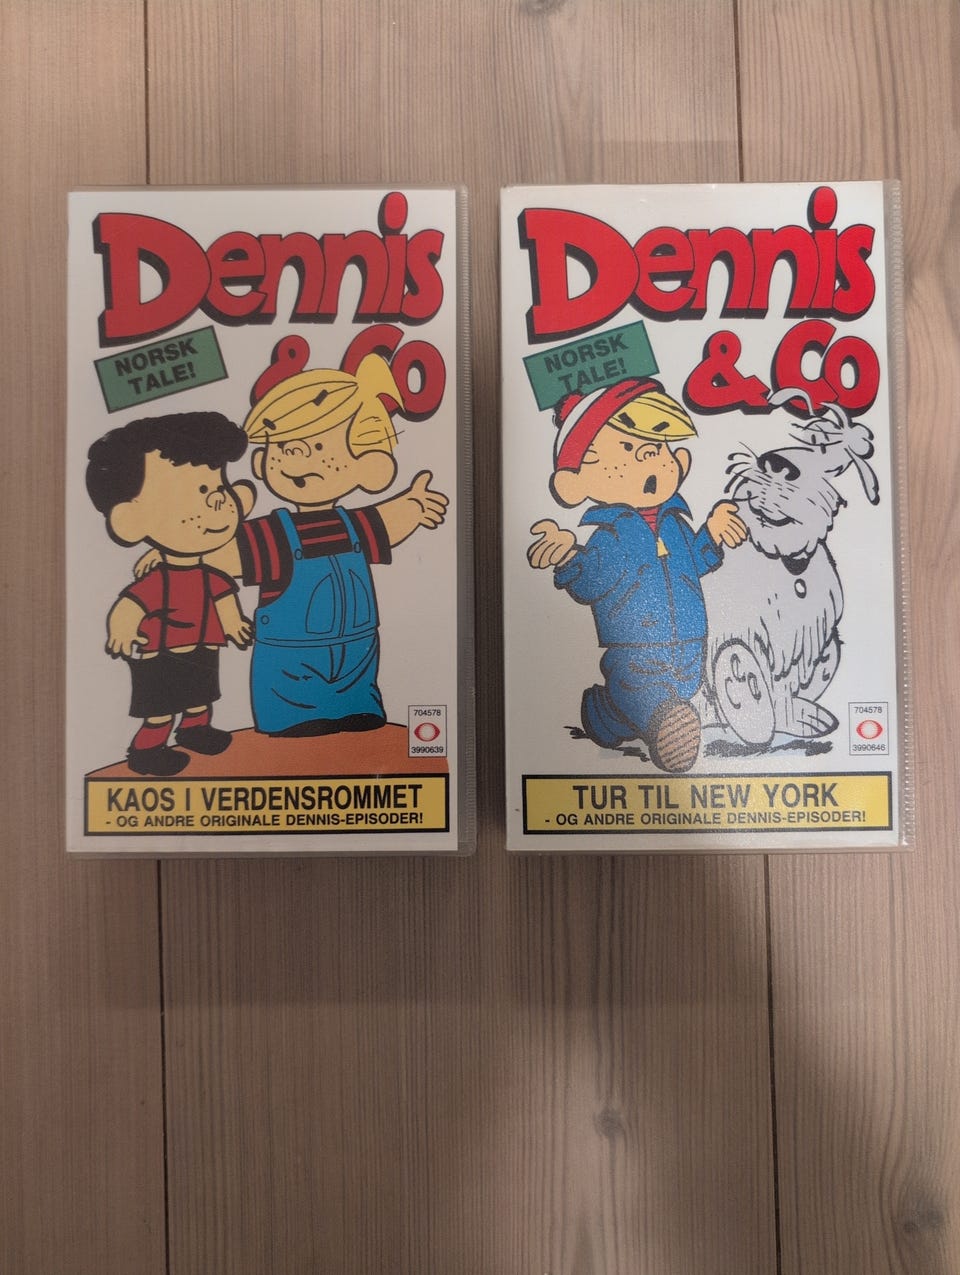 Dennis
& Co
NORSK
TALE!
704578
3990639
KAOS I VERDENSROMMET
- OG ANDRE ORIGINALE DENNIS-EPISODER!
Dennis
& Co
NORSK
TALE!
704578
3990646
TUR TIL NEW YORK
- OG ANDRE ORIGINALE DENNIS-EPISODER!